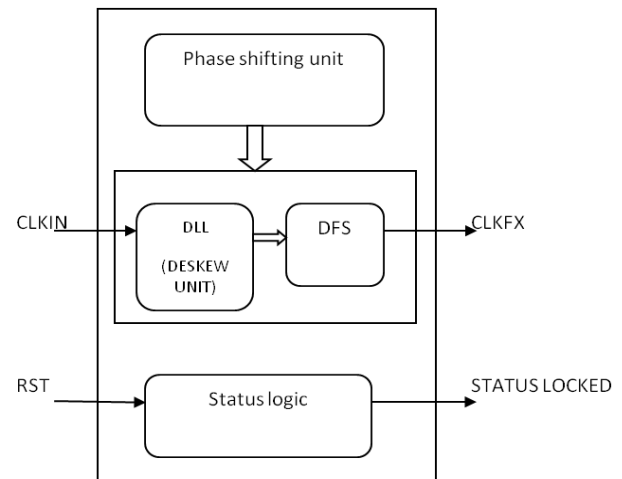 Phase shifting unit
CLKIN
DLL
(DESKEW
UNIT)
DFS
CLKFX
RST
Status logic
STATUS LOCKED